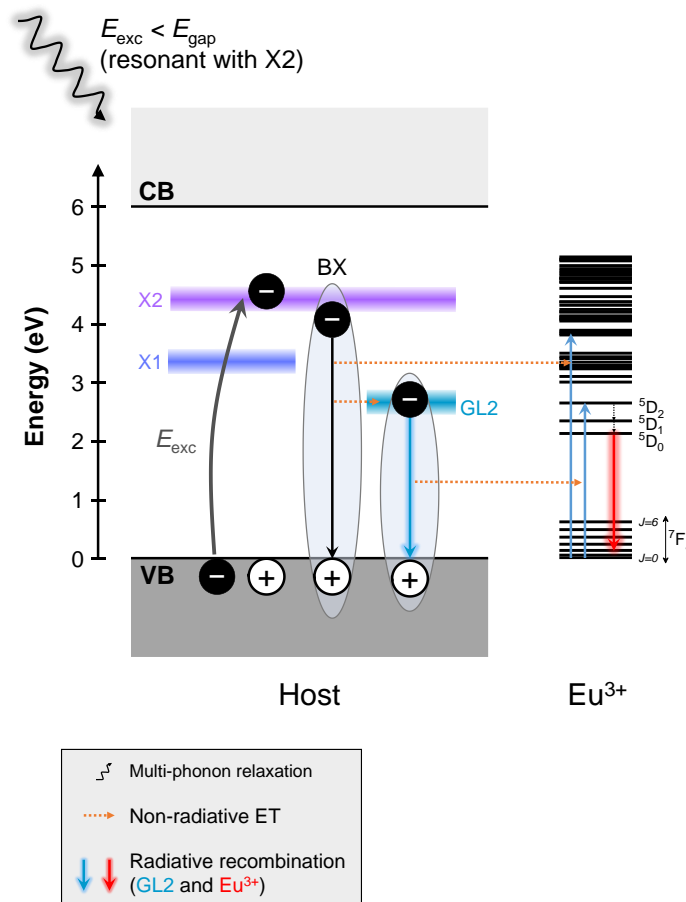 E_exc < E_gap
(resonant with X2)
CB
6
5
4
3
2
1
0
Energy (eV)
BX
X2
X1
GL2
E_exc
VB
−
−
−
−
+
+
+
⁵D₂
⁵D₁
⁵D₀
J=6
⁷F
J=0
Host
Eu³⁺
Multi-phonon relaxation
Non-radiative ET
Radiative recombination
(GL2 and Eu³⁺)